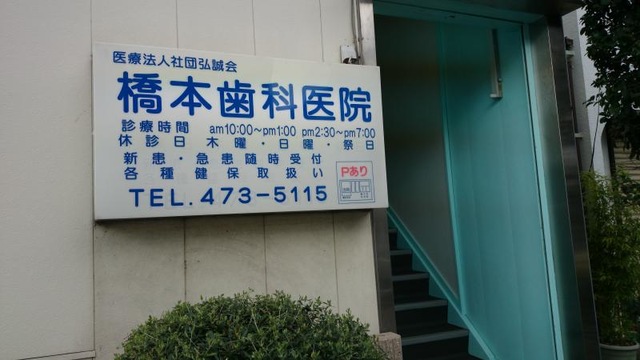 医療法人社団弘誠会
橋本歯科医院
診療時間 am10:00～pm1:00 pm2:30～pm7:00
休診日 木曜・日曜・祭日
新患・急患随時受付
各種健保取扱い
Pあり
TEL.473-5115